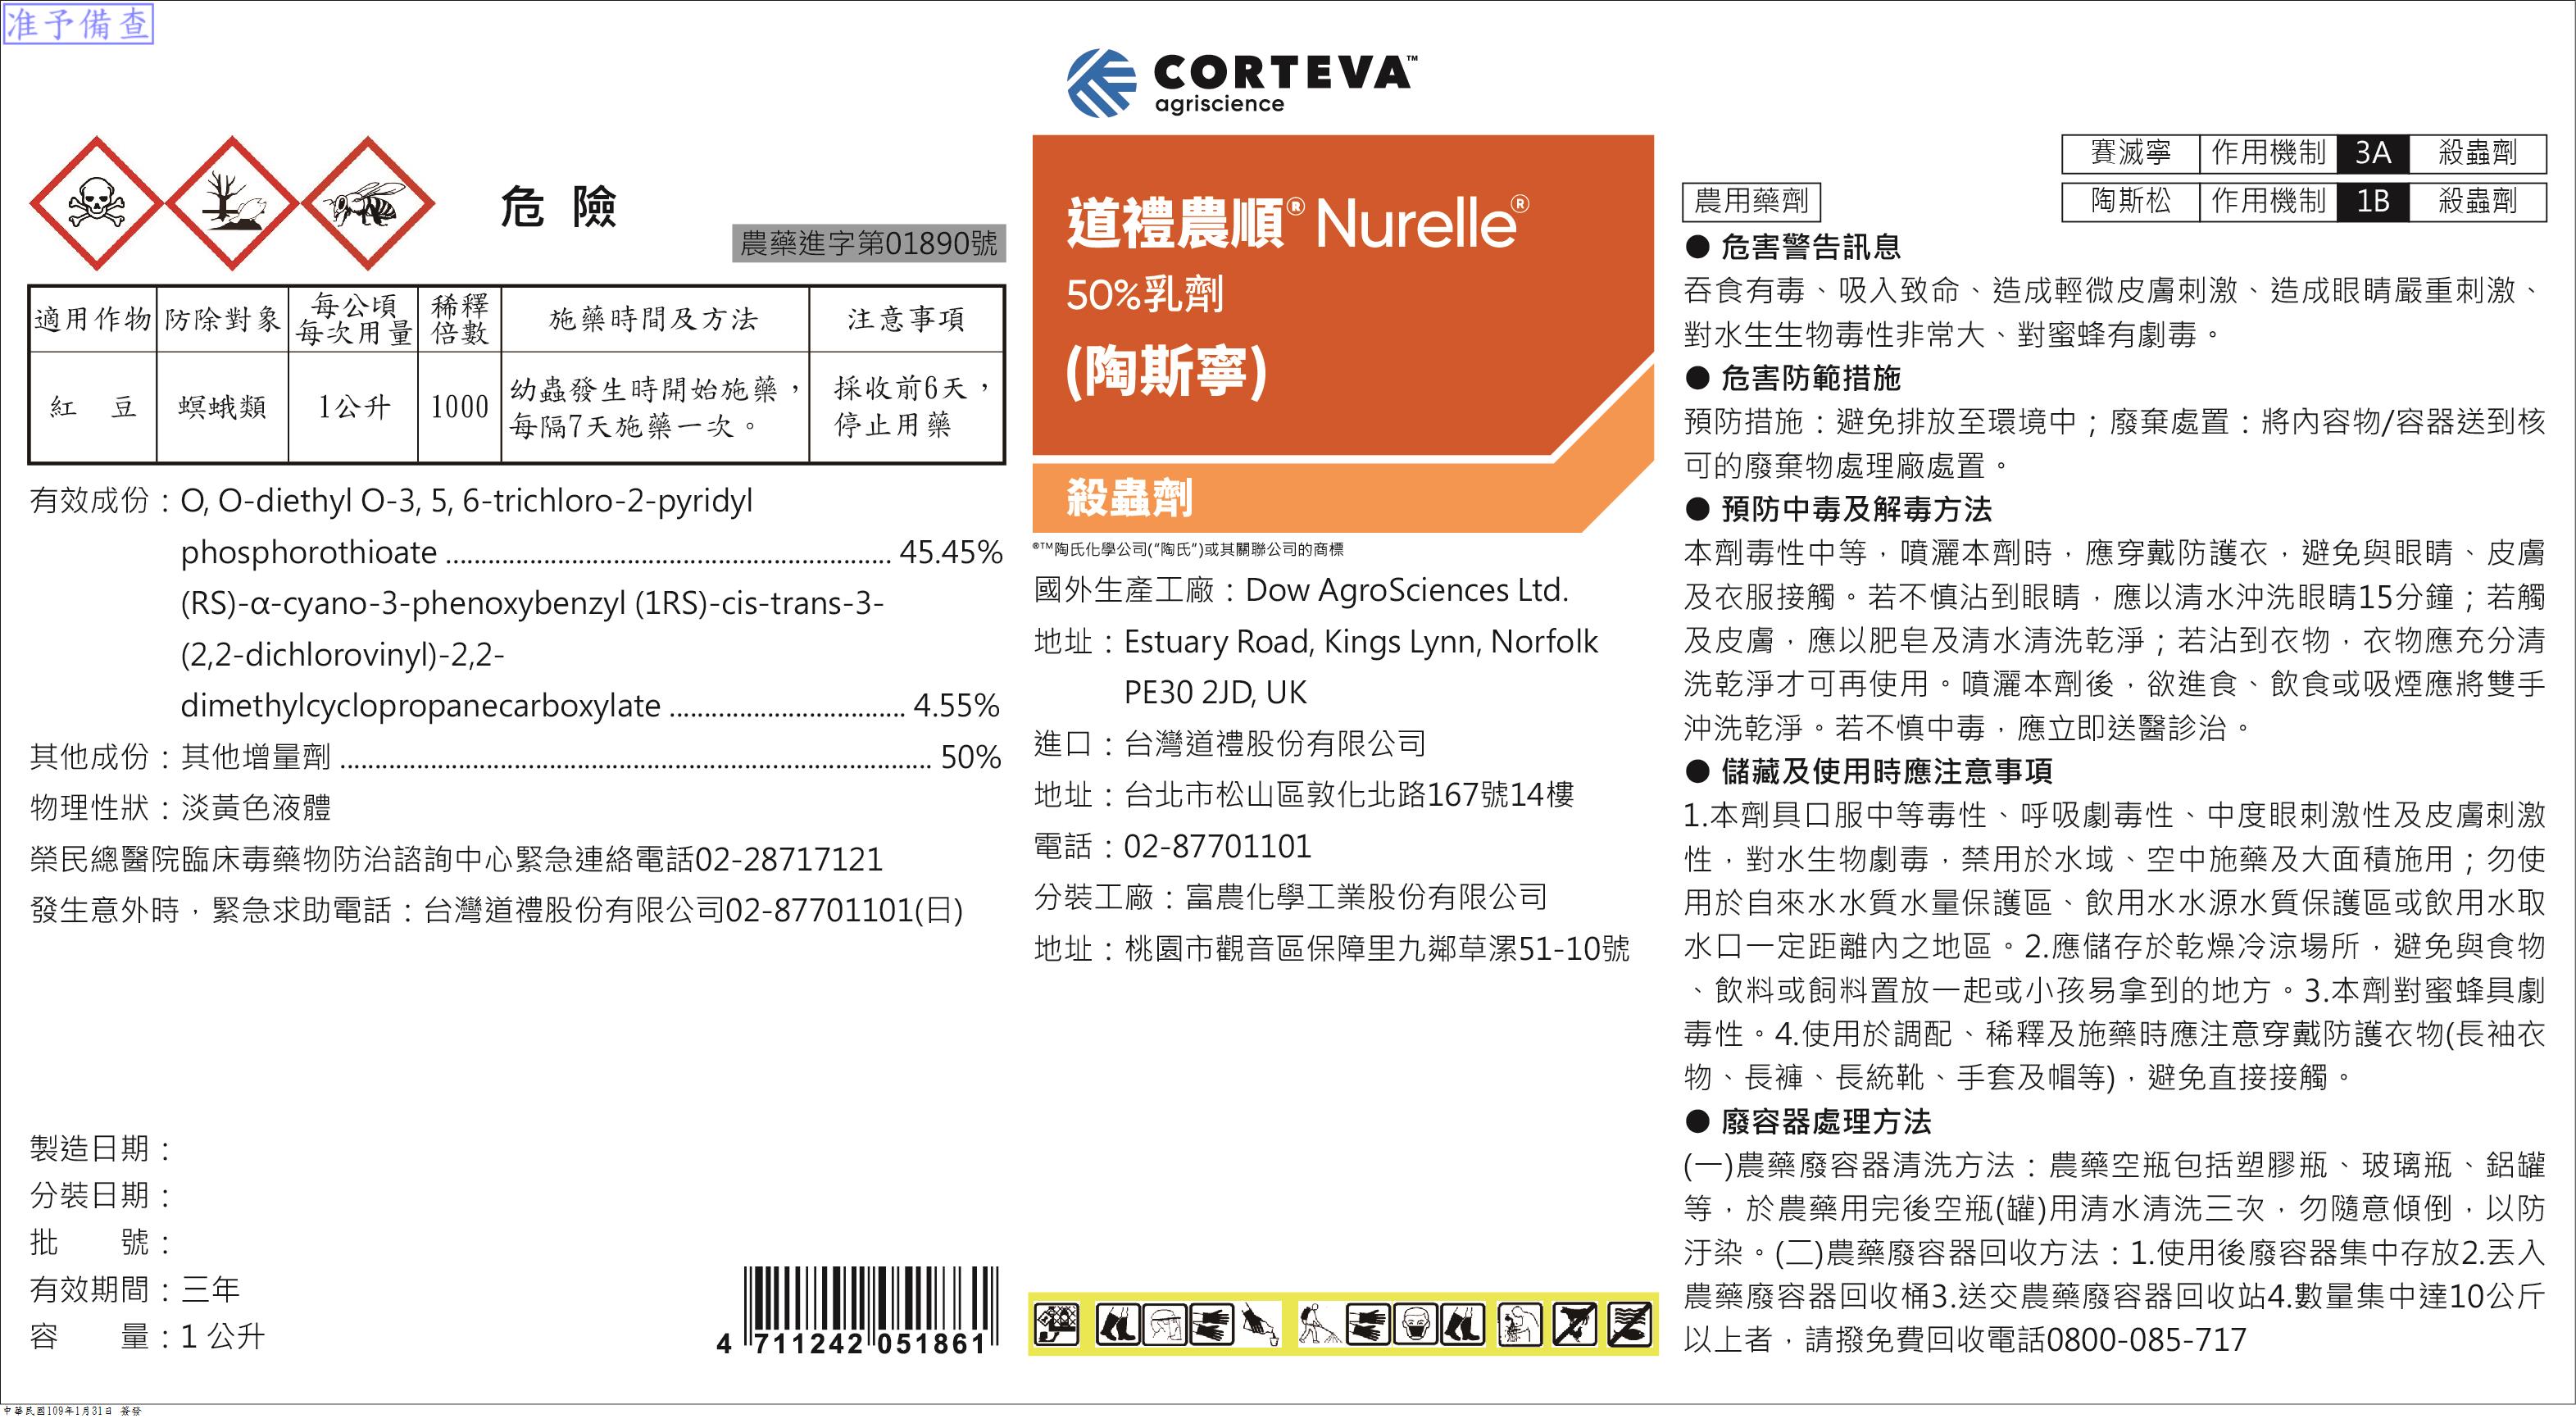 准予備查
危 險
農藥進字第01890號
適用作物 防除對象 每公頃每次用量 稀釋倍數 施藥時間及方法 注意事項
紅 豆 螟蛾類 1公升 1000 幼蟲發生時開始施藥，每隔7天施藥一次。 採收前6天，停止用藥
有效成份：O, O-diethyl O-3, 5, 6-trichloro-2-pyridyl
phosphorothioate ............................................................... 45.45%
(RS)-α-cyano-3-phenoxybenzyl (1RS)-cis-trans-3-
(2,2-dichlorovinyl)-2,2-
dimethylcyclopropanecarboxylate ................................. 4.55%
其他成份：其他增量劑 ................................................................................... 50%
物理性狀：淡黃色液體
榮民總醫院臨床毒藥物防治諮詢中心緊急連絡電話02-28717121
發生意外時，緊急求助電話：台灣道禮股份有限公司02-87701101(日)
製造日期：
分裝日期：
批　　號：
有效期間：三年
容　　量：1 公升
4 711242 051861
CORTEVA™
agriscience
道禮農順® Nurelle®
50%乳劑
(陶斯寧)
殺蟲劑
®™陶氏化學公司(“陶氏”)或其關聯公司的商標
國外生產工廠：Dow AgroSciences Ltd.
地址：Estuary Road, Kings Lynn, Norfolk
PE30 2JD, UK
進口：台灣道禮股份有限公司
地址：台北市松山區敦化北路167號14樓
電話：02-87701101
分裝工廠：富農化學工業股份有限公司
地址：桃園市觀音區保障里九鄰草漯51-10號
賽滅寧 作用機制 3A 殺蟲劑
農用藥劑
陶斯松 作用機制 1B 殺蟲劑
● 危害警告訊息
吞食有毒、吸入致命、造成輕微皮膚刺激、造成眼睛嚴重刺激、
對水生生物毒性非常大、對蜜蜂有劇毒。
● 危害防範措施
預防措施：避免排放至環境中；廢棄處置：將內容物/容器送到核
可的廢棄物處理廠處置。
● 預防中毒及解毒方法
本劑毒性中等，噴灑本劑時，應穿戴防護衣，避免與眼睛、皮膚
及衣服接觸。若不慎沾到眼睛，應以清水沖洗眼睛15分鐘；若觸
及皮膚，應以肥皂及清水清洗乾淨；若沾到衣物，衣物應充分清
洗乾淨才可再使用。噴灑本劑後，欲進食、飲食或吸煙應將雙手
沖洗乾淨。若不慎中毒，應立即送醫診治。
● 儲藏及使用時應注意事項
1.本劑具口服中等毒性、呼吸劇毒性、中度眼刺激性及皮膚刺激
性，對水生物劇毒，禁用於水域、空中施藥及大面積施用；勿使
用於自來水水質水量保護區、飲用水水源水質保護區或飲用水取
水口一定距離內之地區。2.應儲存於乾燥冷涼場所，避免與食物
、飲料或飼料置放一起或小孩易拿到的地方。3.本劑對蜜蜂具劇
毒性。4.使用於調配、稀釋及施藥時應注意穿戴防護衣物(長袖衣
物、長褲、長統靴、手套及帽等)，避免直接接觸。
● 廢容器處理方法
(一)農藥廢容器清洗方法：農藥空瓶包括塑膠瓶、玻璃瓶、鋁罐
等，於農藥用完後空瓶(罐)用清水清洗三次，勿隨意傾倒，以防
汙染。(二)農藥廢容器回收方法：1.使用後廢容器集中存放2.丟入
農藥廢容器回收桶3.送交農藥廢容器回收站4.數量集中達10公斤
以上者，請撥免費回收電話0800-085-717
中華民國109年1月31日 簽發